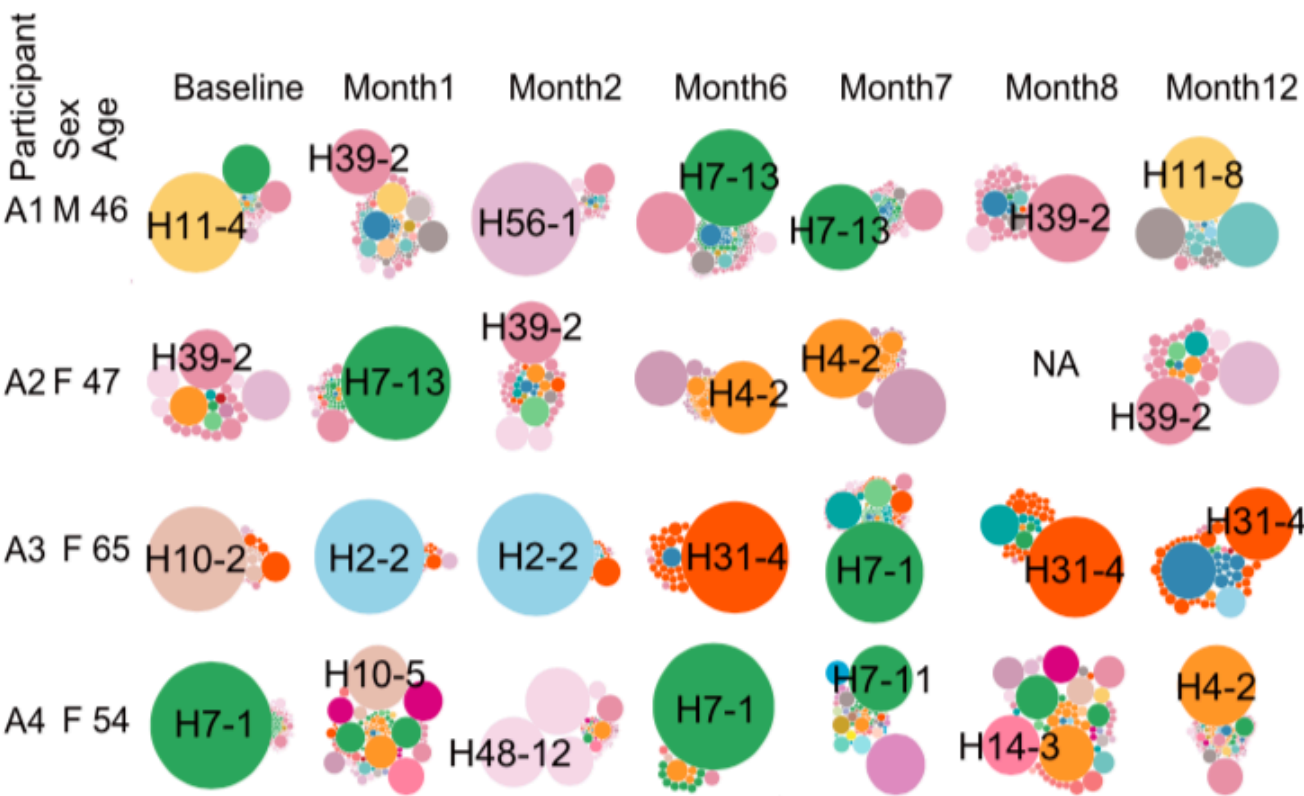 Participant
Sex
Age
Baseline Month1 Month2 Month6 Month7 Month8 Month12
A1 M 46 H11-4 H39-2 H56-1 H7-13 H7-13 H39-2 H11-8
A2 F 47 H39-2 H7-13 H39-2 H4-2 H4-2 NA H39-2
A3 F 65 H10-2 H2-2 H2-2 H31-4 H7-1 H31-4 H31-4
A4 F 54 H7-1 H10-5 H48-12 H7-1 H7-11 H14-3 H4-2